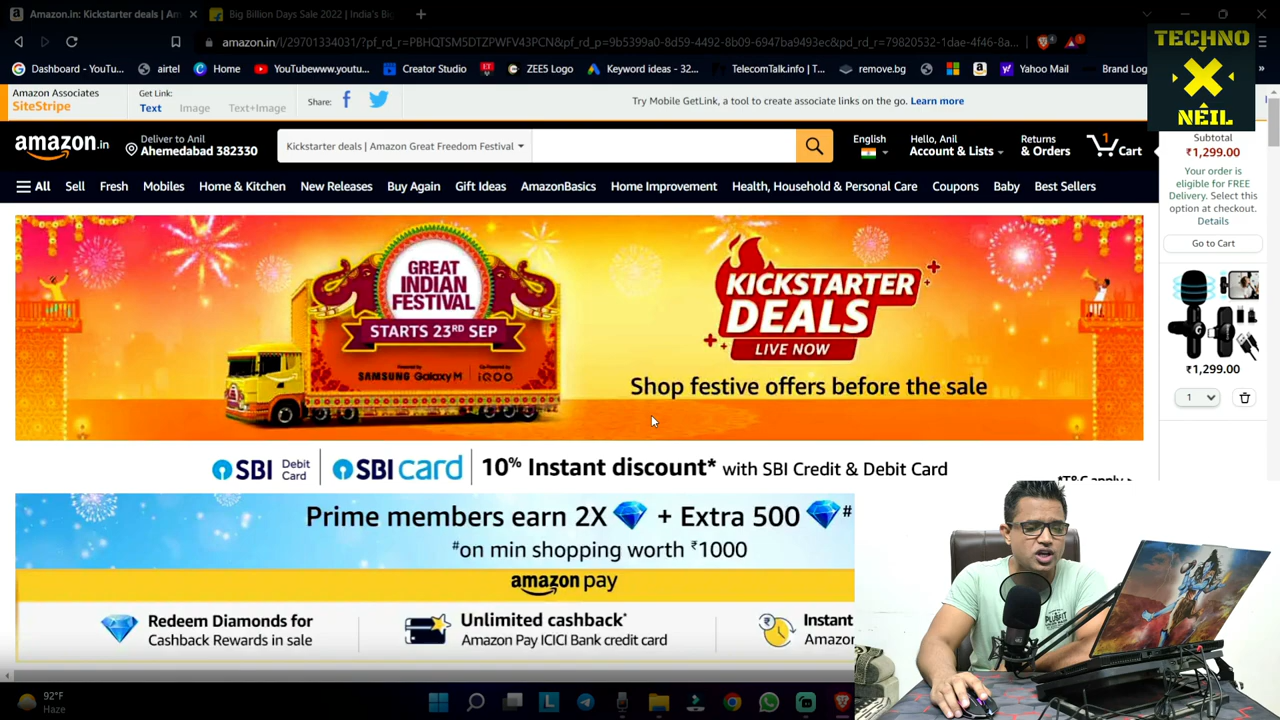 Amazon.in: Kickstarter deals | Am
Big Billion Days Sale 2022 | India's Bi
amazon.in/l/29701334031/?pf_rd_r=PBHQTSM5DTZPWFV43PCN&pf_rd_p=9b5399a0-8d59-4492-8b09-6947ba9493ec&pd_rd_r=79820532-1dae-4f46-8a...
Dashboard - YouTu...
airtel
Home
YouTubewww.youtu...
Creator Studio
ZEE5 Logo
Keyword ideas - 32...
TelecomTalk.info | T...
remove.bg
Yahoo Mail
Brand Log
TECHNO
NEIL
Amazon Associates
SiteStripe
Get Link:
Text
Image
Text+Image
Share:
Try Mobile GetLink, a tool to create associate links on the go. Learn more
amazon.in
Deliver to Anil
Ahemedabad 382330
Kickstarter deals | Amazon Great Freedom Festival
English
Hello, Anil
Account & Lists
Returns
& Orders
1
Cart
Subtotal
₹1,299.00
Your order is
eligible for FREE
Delivery. Select this
option at checkout.
Details
Go to Cart
₹1,299.00
1
All
Sell
Fresh
Mobiles
Home & Kitchen
New Releases
Buy Again
Gift Ideas
AmazonBasics
Home Improvement
Health, Household & Personal Care
Coupons
Baby
Best Sellers
GREAT
INDIAN
FESTIVAL
STARTS 23RD SEP
SAMSUNG Galaxy M
iQOO
KICKSTARTER
DEALS
LIVE NOW
Shop festive offers before the sale
SBI Debit Card
SBI card
10% Instant discount* with SBI Credit & Debit Card
*T&C apply
Prime members earn 2X + Extra 500 #
#on min shopping worth ₹1000
amazon pay
Redeem Diamonds for
Cashback Rewards in sale
Unlimited cashback*
Amazon Pay ICICI Bank credit card
Instant
Amazon
92°F
Haze